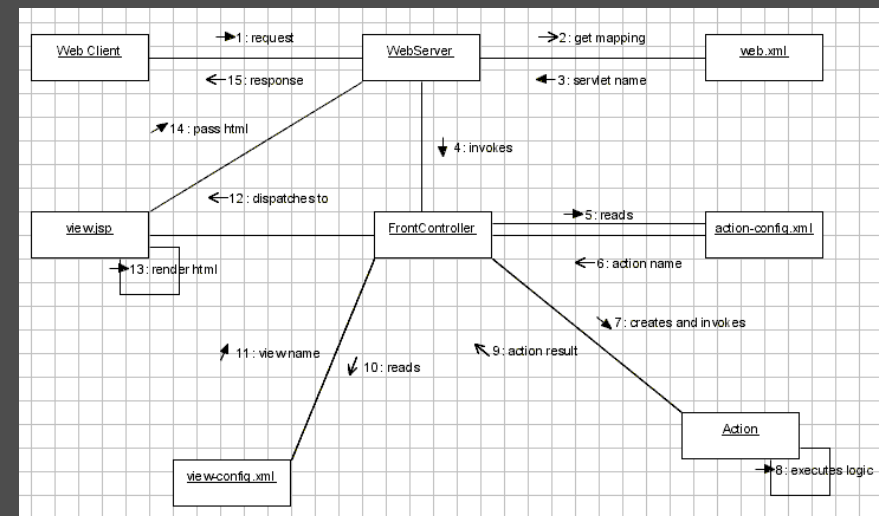 1 : request
2 : get mapping
Web Client
WebServer
web.xml
15 : response
3 : servlet name
14 : pass html
4 : invokes
12 : dispatches to
5 : reads
view.jsp
FrontController
action-config.xml
13 : render html
6 : action name
7 : creates and invokes
11 : view name
9 : action result
10 : reads
Action
view-config.xml
8 : executes logic